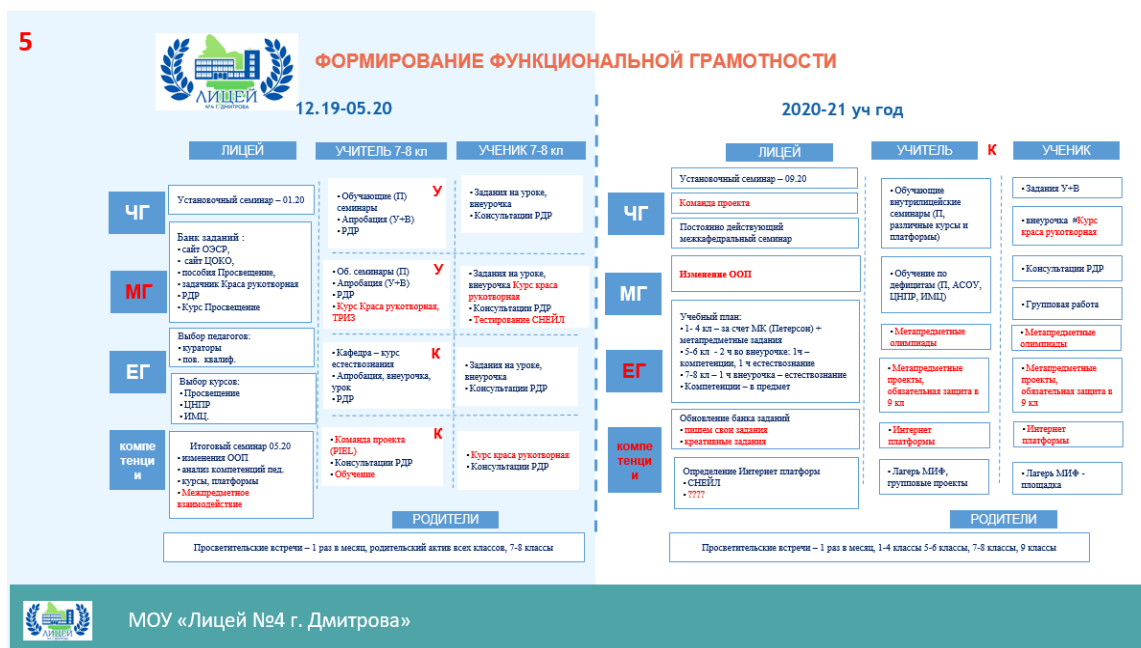 5
ФОРМИРОВАНИЕ ФУНКЦИОНАЛЬНОЙ ГРАМОТНОСТИ
ЛИЦЕЙ
№4 Г. ДМИТРОВА
12.19-05.20
ЛИЦЕЙ
УЧИТЕЛЬ 7-8 кл
УЧЕНИК 7-8 кл
ЧГ
Установочный семинар – 01.20
• Обучающие (П)
семинары
• Апробация (У+В)
• РДР
У
• Задания на уроке,
внеурочка
• Консультации РДР
МГ
Банк заданий :
• сайт ОЭСР,
• сайт ЦОКО,
• пособия Просвещение,
• задачник Краса рукотворная
• РДР
• Курс Просвещение
• Об. семинары (П)
• Апробация (У+В)
• РДР
• Курс Краса рукотворная,
ТРИЗ
У
• Задания на уроке,
внеурочка Курс краса
рукотворная
• Консультации РДР
• Тестирование СНЕЙЛ
ЕГ
Выбор педагогов:
• кураторы
• пов. квалиф.
Выбор курсов:
• Просвещение
• ЦНПР
• ИМЦ.
• Кафедра – курс
естествознания
• Апробация, внеурочка,
урок
• РДР
К
• Задания на уроке,
внеурочка
• Консультации РДР
компе
тенци
и
Итоговый семинар 05.20
• изменения ООП
• анализ компетенций пед.
• курсы, платформы
• Межпредметное
взаимодействие
• Команда проекта
(PIEL)
• Консультации РДР
• Обучение
К
• Курс краса рукотворная
• Консультации РДР
РОДИТЕЛИ
Просветительские встречи – 1 раз в месяц, родительский актив всех классов, 7-8 классы
2020-21 уч год
ЛИЦЕЙ
УЧИТЕЛЬ
К
УЧЕНИК
ЧГ
Установочный семинар – 09.20
Команда проекта
Постоянно действующий
межкафедральный семинар
• Обучающие
внутрилицейские
семинары (П,
различные курсы и
платформы)
• Задания У+В
• внеурочка #Курс
краса рукотворная
МГ
Изменение ООП
• Обучение по
дефицитам (П, АСОУ,
ЦНПР, ИМЦ)
• Консультации РДР
• Групповая работа
ЕГ
Учебный план:
• 1- 4 кл – за счет МК (Петерсон) +
метапредметные задания
• 5-6 кл - 2 ч во внеурочке: 1ч –
компетенции, 1 ч естествознание
• 7-8 кл – 1 ч внеурочка – естествознание
• Компетенции – в предмет
• Метапредметные
олимпиады
• Метапредметные
олимпиады
• Метапредметные
проекты,
обязательная защита в
9 кл
• Метапредметные
проекты,
обязательная защита в
9 кл
компе
тенци
и
Обновление банка заданий
• пишем свои задания
• креативные задания
• Интернет
платформы
• Интернет
платформы
Определение Интернет платформ
• СНЕЙЛ
• ????
• Лагерь МИФ,
групповые проекты
• Лагерь МИФ -
площадка
РОДИТЕЛИ
Просветительские встречи – 1 раз в месяц, 1-4 классы 5-6 классы, 7-8 классы, 9 классы
ЛИЦЕЙ
МОУ «Лицей №4 г. Дмитрова»